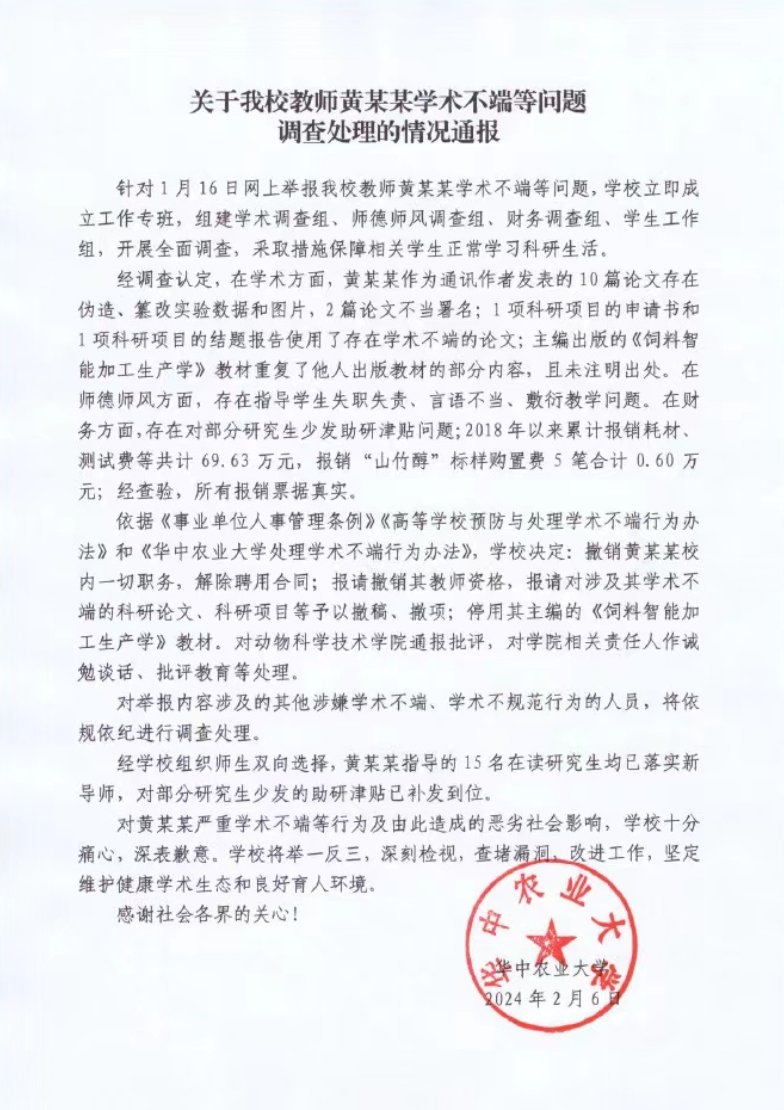 关于我校教师黄某某学术不端等问题
调查处理的情况通报
针对1月16日网上举报我校教师黄某某学术不端等问题，学校立即成
立工作专班，组建学术调查组、师德师风调查组、财务调查组、学生工作
组，开展全面调查，采取措施保障相关学生正常学习科研生活。
经调查认定，在学术方面，黄某某作为通讯作者发表的10篇论文存在
伪造、篡改实验数据和图片，2篇论文不当署名；1项科研项目的申请书和
1项科研项目的结题报告使用了存在学术不端的论文；主编出版的《饲料智
能加工生产学》教材重复了他人出版教材的部分内容，且未注明出处。在
师德师风方面，存在指导学生失职失责、言语不当、敷衍教学问题。在财
务方面，存在对部分研究生少发助研津贴问题；2018年以来累计报销耗材、
测试费等共计69.63万元，报销“山竹醇”标样购置费5笔合计0.60万
元；经查验，所有报销票据真实。
依据《事业单位人事管理条例》《高等学校预防与处理学术不端行为办
法》和《华中农业大学处理学术不端行为办法》，学校决定：撤销黄某某校
内一切职务，解除聘用合同；报请撤销其教师资格，报请对涉及其学术不
端的科研论文、科研项目等予以撤稿、撤项；停用其主编的《饲料智能加
工生产学》教材。对动物科学技术学院通报批评，对学院相关责任人作诫
勉谈话、批评教育等处理。
对举报内容涉及的其他涉嫌学术不端、学术不规范行为的人员，将依
规依纪进行调查处理。
经学校组织师生双向选择，黄某某指导的15名在读研究生均已落实新
导师，对部分研究生少发的助研津贴已补发到位。
对黄某某严重学术不端等行为及由此造成的恶劣社会影响，学校十分
痛心，深表歉意。学校将举一反三，深刻检视，查堵漏洞，改进工作，坚定
维护健康学术生态和良好育人环境。
感谢社会各界的关心！
华中农业大学
华中农业大学
2024年2月6日